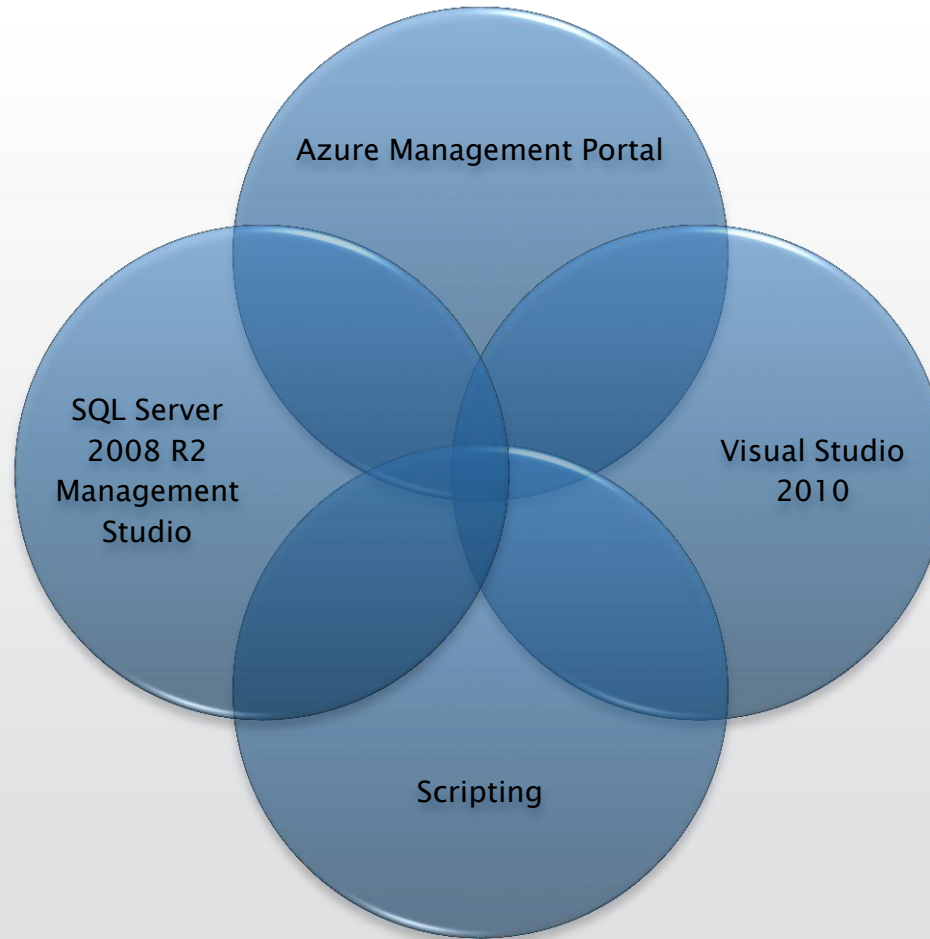 Azure Management Portal
SQL Server
2008 R2
Management
Studio
Visual Studio
2010
Scripting